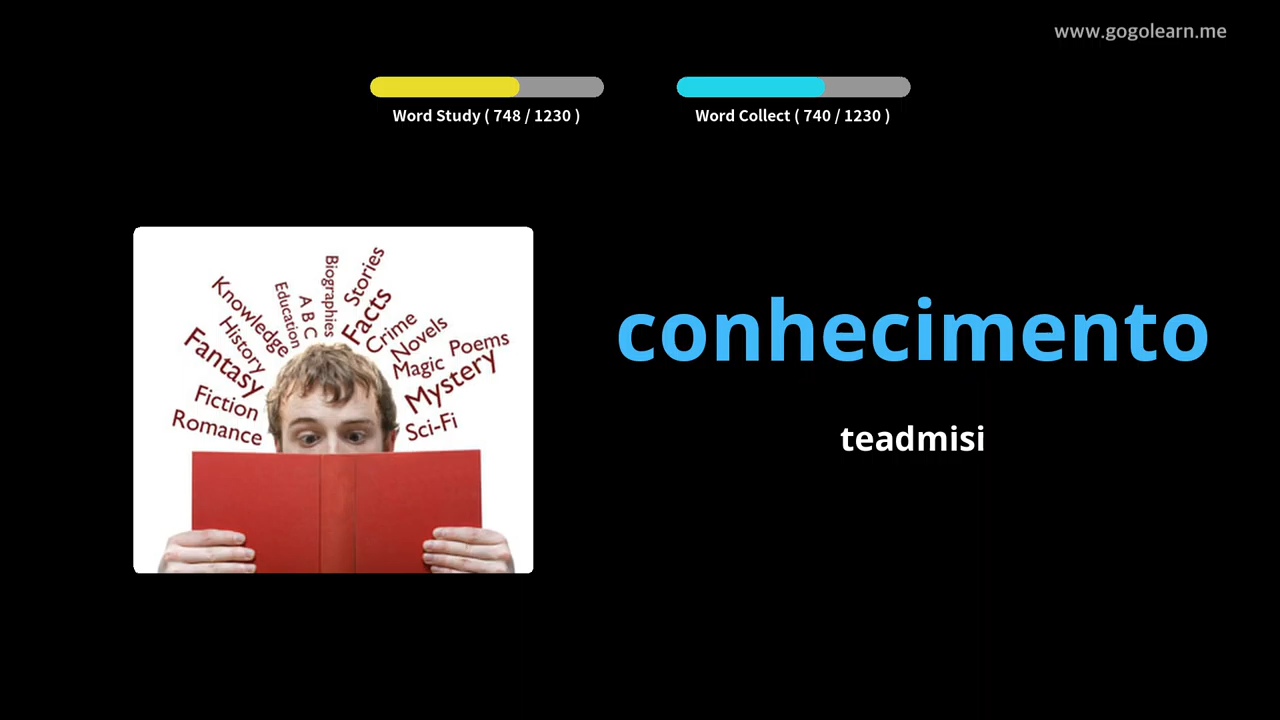 www.gogolearn.me
Word Study ( 748 / 1230 )
Word Collect ( 740 / 1230 )
Knowledge
Education
A B C
Biographies
Stories
Facts
Crime
Novels
Poems
History
Fantasy
Magic
Mystery
Fiction
Romance
Sci-Fi
conhecimento
teadmisi